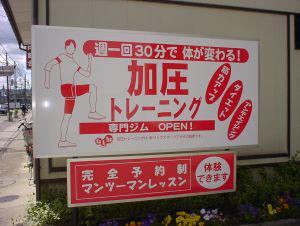 週一回30分で 体が変わる!
加圧
トレーニング
専門ジム OPEN!
筋力アップ
ダイエット
アンチエイジング
完全予約制
マンツーマンレッスン
体験
できます